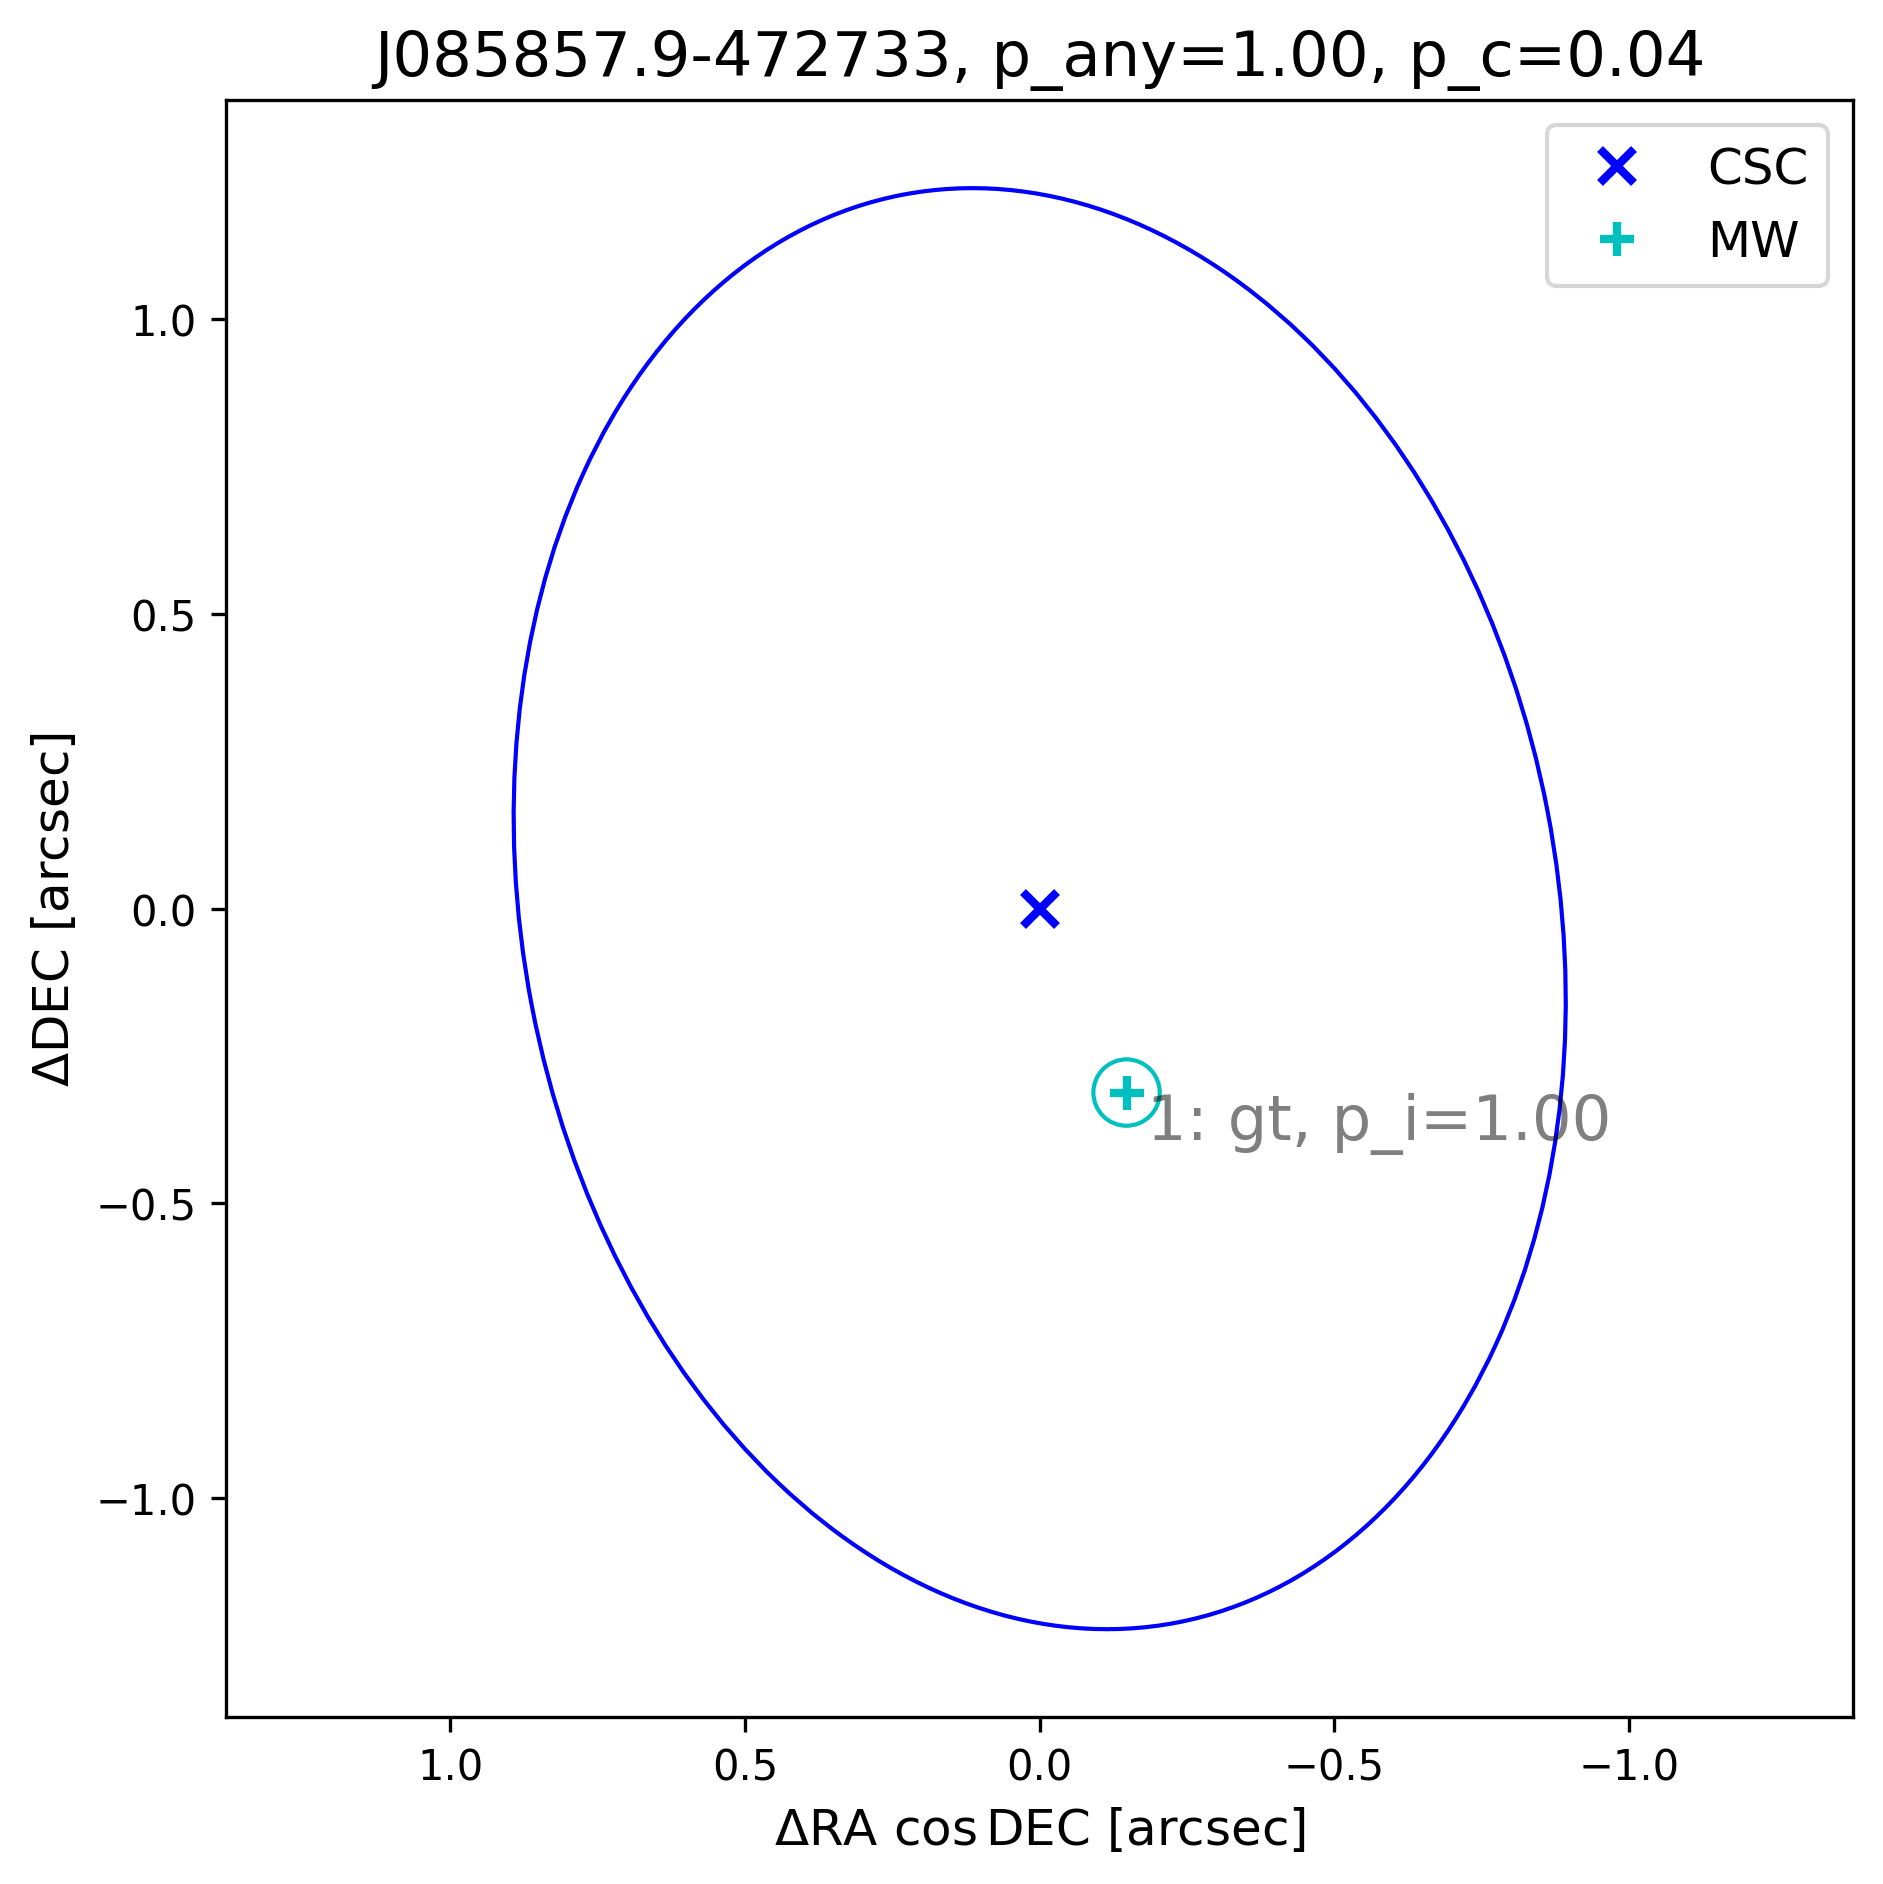 J085857.9-472733, p_any=1.00, p_c=0.04
CSC
MW
1.0
0.5
0.0
−0.5
−1.0
ΔDEC [arcsec]
1: gt, p_i=1.00
1.0
0.5
0.0
−0.5
−1.0
ΔRA cos DEC [arcsec]